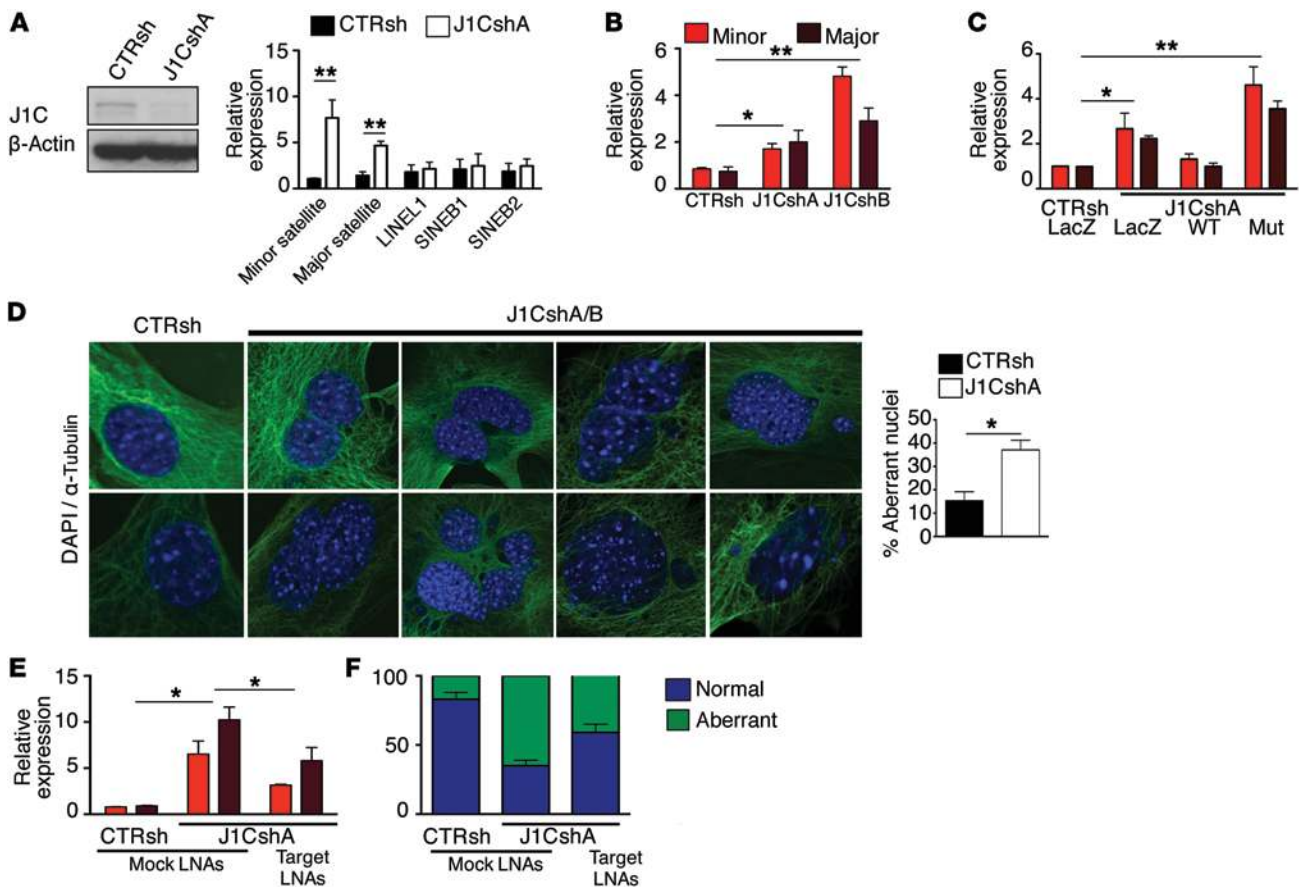 A
CTRsh
J1CshA
J1C
β-Actin
CTRsh J1CshA
Relative
expression
15
10
5
0
Minor satellite
Major satellite
LINEL1
SINEB1
SINEB2
**
**
B
Minor Major
Relative
expression
6
4
2
0
**
*
CTRsh J1CshA J1CshB
C
Relative
expression
6
4
2
0
**
*
CTRsh J1CshA
LacZ LacZ WT Mut
D
CTRsh J1CshA/B
DAPI / α-Tubulin
CTRsh
J1CshA
% Aberrant nuclei
50
40
30
20
10
0
*
E
Relative
expression
15
10
5
0
* *
CTRsh J1CshA
Mock LNAs Target
LNAs
F
100
50
0
Normal
Aberrant
CTRsh J1CshA
Mock LNAs Target
LNAs